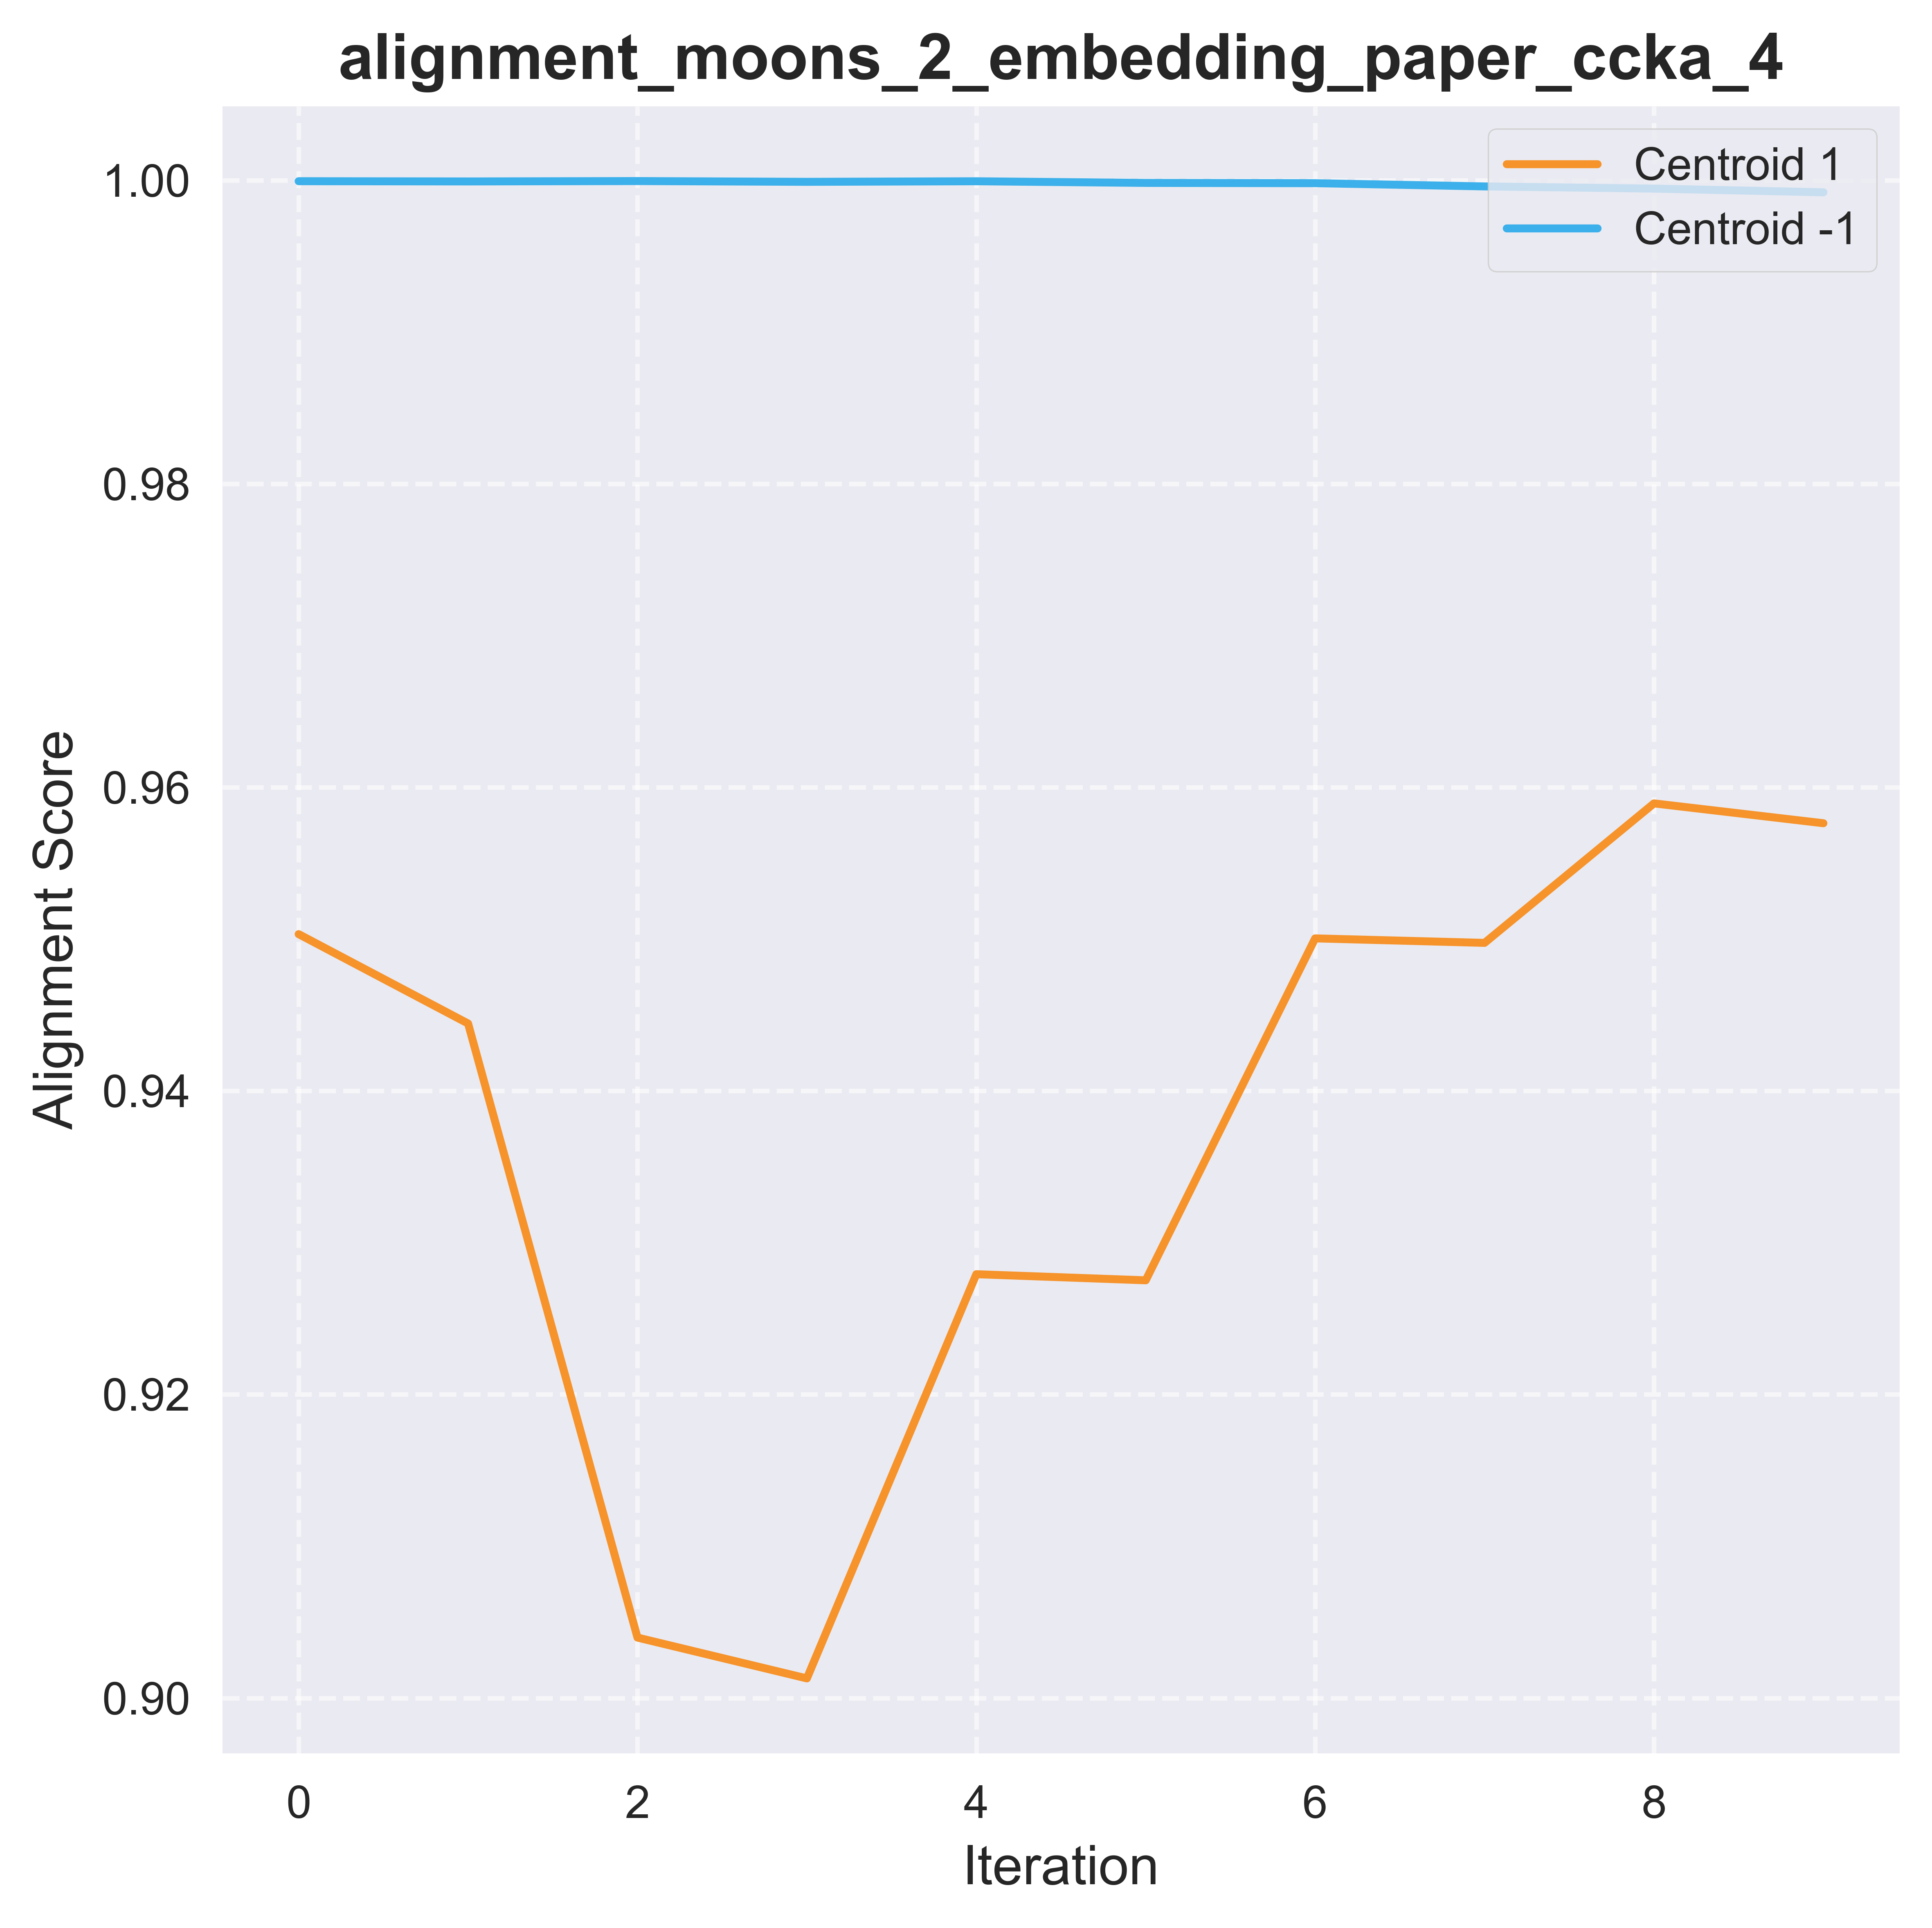 alignment_moons_2_embedding_paper_ccka_4
Centroid 1
Centroid -1
1.00
0.98
0.96
0.94
0.92
0.90
Alignment Score
0 2 4 6 8
Iteration